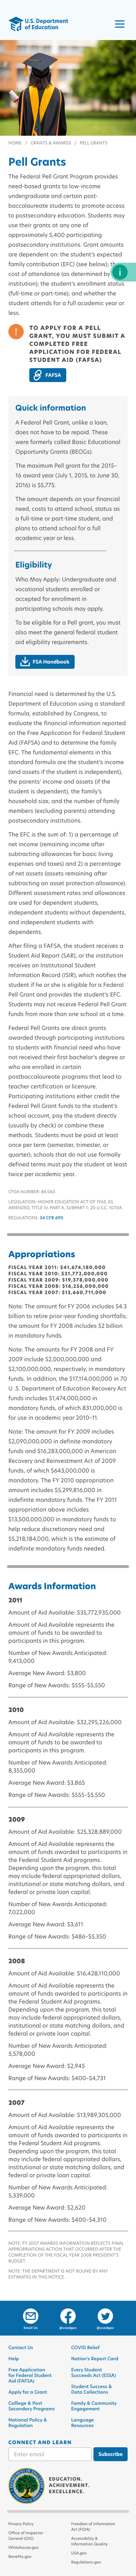 U.S. Department
of Education
HOME / GRANTS & AWARDS / PELL GRANTS
Pell Grants
The Federal Pell Grant Program provides
need-based grants to low-income
undergraduate and certain
postbaccalaureate students to promote access
to postsecondary education. Students may
use their grants at any one of
approximately 5,400 participating
postsecondary institutions. Grant amounts are
dependent on: the student's expected
family contribution (EFC) (see below); the
cost of attendance (as determined by the
institution; the student's enrollment status
(full-time or part-time); and whether the
student attends for a full academic year or
less.
TO APPLY FOR A PELL
GRANT, YOU MUST SUBMIT A
COMPLETED FREE
APPLICATION FOR FEDERAL
STUDENT AID (FAFSA)
FAFSA
Quick information
A Federal Pell Grant, unlike a loan,
does not have to be repaid. These
were formerly called Basic Educational
Opportunity Grants (BEOGs).
The maximum Pell grant for the 2015-
16 award year (July 1, 2015, to June 30,
2016) is $5,775.
The amount depends on your financial
need, costs to attend school, status as
a full-time or part-time student, and
plans to attend school for a full
academic year or less.
Eligibility
Who May Apply: Undergraduate and
vocational students enrolled or
accepted for enrollment in
participating schools may apply.
To be eligible for a Pell grant, you must
also meet the general federal student
aid eligibility requirements.
FSA Handbook
Financial need is determined by the U.S.
Department of Education using a standard
formula, established by Congress, to
evaluate the financial information reported
on the Free Application for Federal Student
Aid (FAFSA) and to determine the family
EFC. The fundamental elements in this
standard formula are the student's income
(and assets if the student is independent),
the parents' income and assets (if the
student is dependent), the family's
household size, and the number of family
members (excluding parents) attending
postsecondary institutions.
The EFC is the sum of: 1) a percentage of
net income (remaining income after
subtracting allowances for basic living
expenses and taxes) and 2) a percentage
of net assets (assets remaining after
subtracting an asset protection allowance).
Different assessment rates and allowances
are used for dependent students,
independent students without dependents,
and independent students with
dependents.
After filing a FAFSA, the student receives a
Student Aid Report (SAR), or the institution
receives an Institutional Student
Information Record (ISIR), which notifies the
student if he or she is eligible for a Federal
Pell Grant and provides the student's EFC.
The EFC determines the amount of Pell Grant
funds for which a student may qualify.
Federal Pell Grants are direct grants
awarded through participating institutions
to students with financial need who have
not received their first bachelor's degree or
who are enrolled in certain
postbaccalaureate programs that lead to
teacher certification or licensure.
Participating institutions either credit the
Federal Pell Grant funds to the student's
school account, pay the student directly
(usually by check) or combine these
methods. Students must be paid at least
once per term (semester, trimester, or
quarter); schools that do not use formally
defined terms must pay the student at least
twice per academic year.
CFDA NUMBER: 84.063
LEGISLATION: HIGHER EDUCATION ACT OF 1965, AS
AMENDED, TITLE IV, PART A, SUBPART 1; 20 U.S.C. 1070A.
REGULATIONS: 34 CFR 690
Appropriations
FISCAL YEAR 2011: $41,674,180,000
FISCAL YEAR 2010: $21,772,000,000
FISCAL YEAR 2009: $19,378,000,000
FISCAL YEAR 2008: $16,256,000,000
FISCAL YEAR 2007: $13,660,711,000
Note: The amount for FY 2006 includes $4.3
billion to retire prior-year funding shortfalls;
the amount for FY 2008 includes $2 billion
in mandatory funds.
Note: The amounts for FY 2008 and FY
2009 include $2,000,000,000 and
$2,100,000,000, respectively, in mandatory
funds. In addition, the $17,114,000,000 in 70
U.S. Department of Education Recovery Act
funds includes $1,474,000,000 in
mandatory funds, of which 831,000,000 is
for use in academic year 2010-11.
Note: The amount for FY 2009 includes
$2,090,000,000 in definite mandatory
funds and $16,283,000,000 in American
Recovery and Reinvestment Act of 2009
funds, of which $643,000,000 is
mandatory. The FY 2010 appropriation
amount includes $5,299,816,000 in
indefinite mandatory funds. The FY 2011
appropriation amount includes
$13,500,000,000 in mandatory funds to
help reduce discretionary need and
$5,218,184,000, which is the estimate of
indefinite mandatory funds needed.
Awards Information
2011
Amount of Aid Available: $35,772,935,000
Amount of Aid Available represents the
amount of funds to be awarded to
participants in this program.
Number of New Awards Anticipated:
9,413,000
Average New Award: $3,800
Range of New Awards: $555–$5,550
2010
Amount of Aid Available: $32,295,226,000
Amount of Aid Available represents the
amount of funds to be awarded to
participants in this program.
Number of New Awards Anticipated:
8,355,000
Average New Award: $3,865
Range of New Awards: $555–$5,550
2009
Amount of Aid Available: $25,328,889,000
Amount of Aid Available represents the
amount of funds awarded to participants in
the Federal Student Aid programs.
Depending upon the program, this total
may include federal appropriated dollars,
institutional or state matching dollars, and
federal or private loan capital.
Number of New Awards Anticipated:
7,022,000
Average New Award: $3,611
Range of New Awards: $486–$5,350
2008
Amount of Aid Available: $16,428,110,000
Amount of Aid Available represents the
amount of funds awarded to participants in
the Federal Student Aid programs.
Depending upon the program, this total
may include federal appropriated dollars,
institutional or state matching dollars, and
federal or private loan capital.
Number of New Awards Anticipated:
5,578,000
Average New Award: $2,945
Range of New Awards: $400–$4,731
2007
Amount of Aid Available: $13,989,305,000
Amount of Aid Available represents the
amount of funds awarded to participants in
the Federal Student Aid programs.
Depending upon the program, this total
may include federal appropriated dollars,
institutional or state matching dollars, and
federal or private loan capital.
Number of New Awards Anticipated:
5,339,000
Average New Award: $2,620
Range of New Awards: $400–$4,310
NOTE: FY 2007 AWARDS INFORMATION REFLECTS FINAL
APPROPRIATIONS ACTION THAT OCCURRED AFTER THE
COMPLETION OF THE FISCAL YEAR 2008 PRESIDENT'S
BUDGET.
NOTE: THE DEPARTMENT IS NOT BOUND BY ANY
ESTIMATES IN THIS NOTICE.
Email Us
@usedgov
@usedgov
Contact Us
COVID Relief
Help
Nation's Report Card
Free Application
for Federal Student
Aid (FAFSA)
Every Student
Succeeds Act (ESSA)
Apply for a Grant
Student Success &
Data Collections
College & Post
Secondary Programs
Family & Community
Engagement
National Policy &
Regulation
Language
Resources
CONNECT AND LEARN
Enter email
Subscribe
EDUCATION.
ACHIEVEMENT.
EXCELLENCE.
Privacy Policy
Freedom of Information
Act (FOIA)
Office of Inspector
General (OIG)
Accessibility &
Information Quality
Whitehouse.gov
USA.gov
Benefits.gov
Regulations.gov